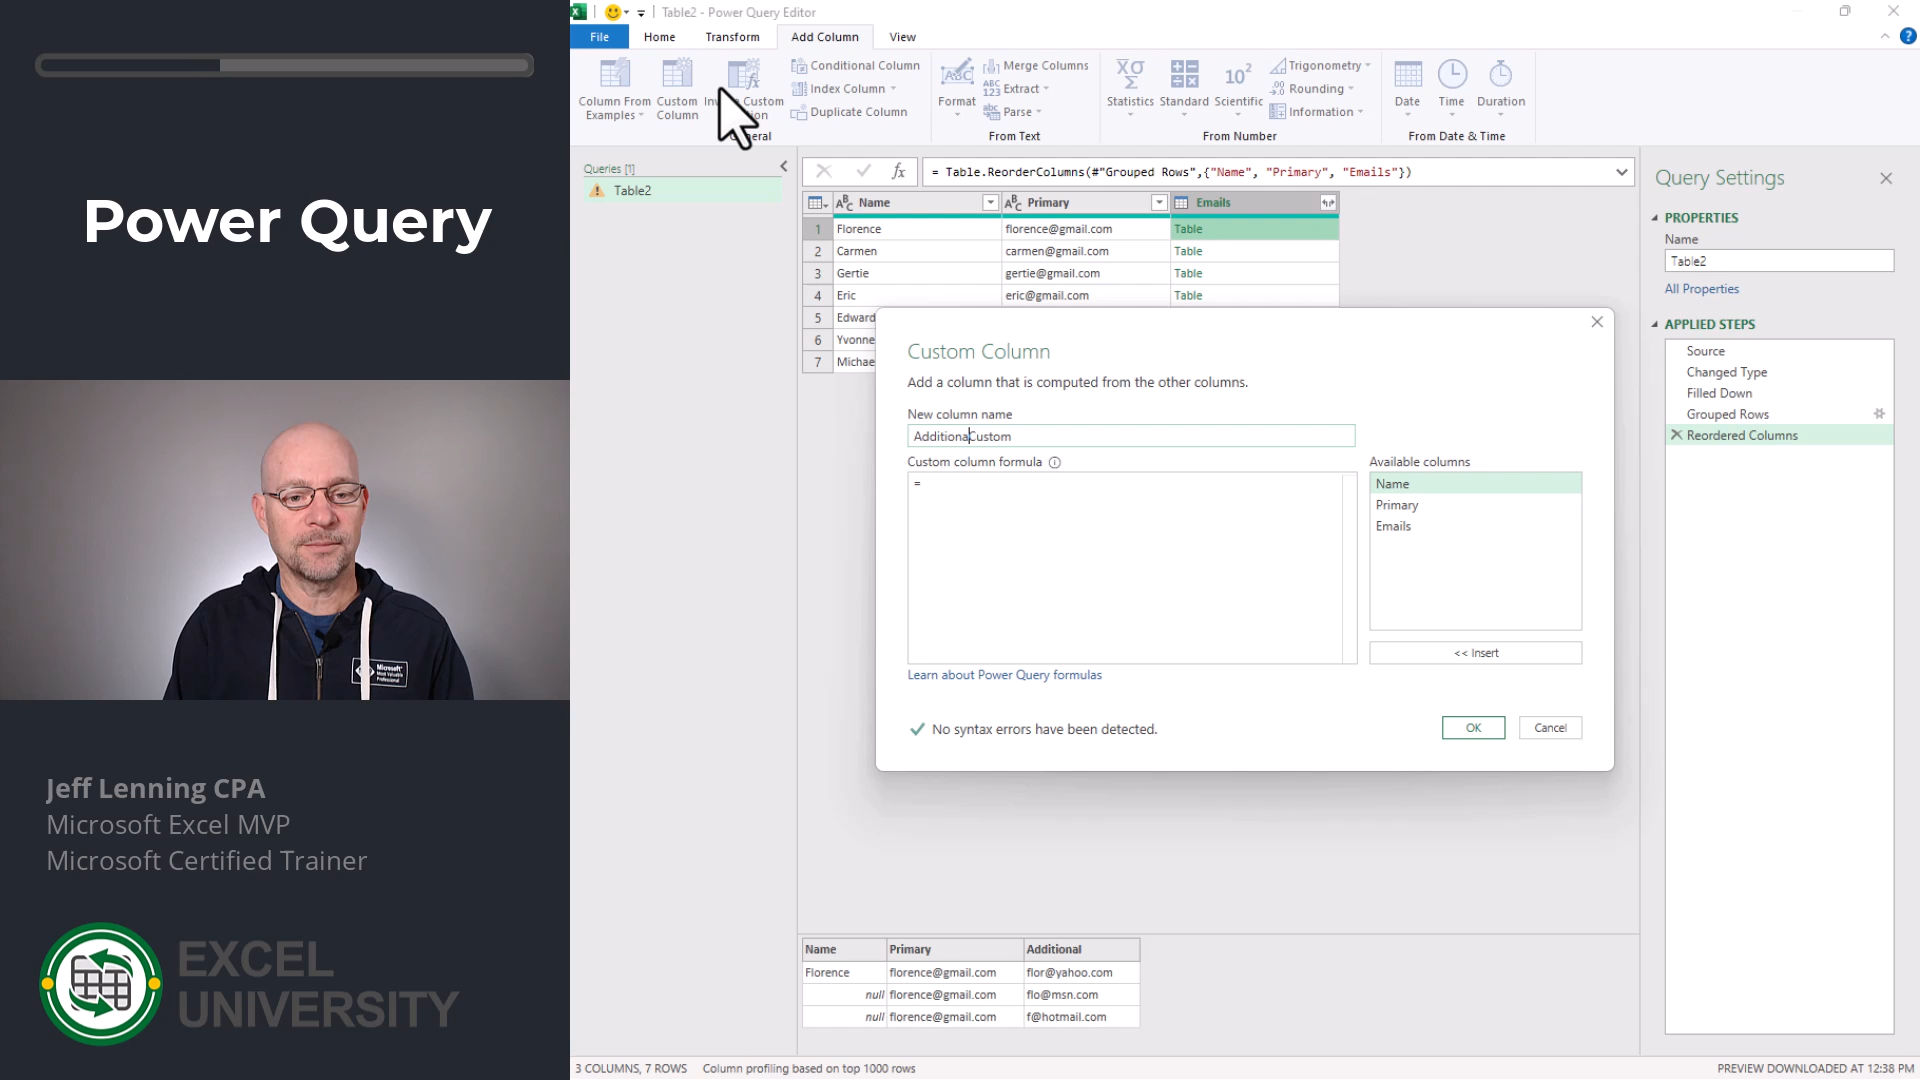 Power Query
Jeff Lenning CPA
Microsoft Excel MVP
Microsoft Certified Trainer
EXCEL
UNIVERSITY
Microsoft
Most Valuable
Professional
Table2 - Power Query Editor
File Home Transform Add Column View
Column From
Examples
Custom
Column
Custom
Conditional Column
Index Column
Duplicate Column
Format
Merge Columns
Extract
Parse
From Text
Statistics
Standard
Scientific
Trigonometry
Rounding
Information
From Number
Date
Time
Duration
From Date & Time
Queries [1]
Table2
= Table.ReorderColumns(#"Grouped Rows",{"Name", "Primary", "Emails"})
Name Primary Emails
1 Florence florence@gmail.com Table
2 Carmen carmen@gmail.com Table
3 Gertie gertie@gmail.com Table
4 Eric eric@gmail.com Table
5 Edward
6 Yvonne
7 Michae
Custom Column
Add a column that is computed from the other columns.
New column name
AdditionaCustom
Custom column formula
=
Available columns
Name
Primary
Emails
<< Insert
Learn about Power Query formulas
No syntax errors have been detected.
OK
Cancel
Name Primary Additional
Florence florence@gmail.com flor@yahoo.com
null florence@gmail.com flo@msn.com
null florence@gmail.com f@hotmail.com
Query Settings
PROPERTIES
Name
Table2
All Properties
APPLIED STEPS
Source
Changed Type
Filled Down
Grouped Rows
Reordered Columns
3 COLUMNS, 7 ROWS Column profiling based on top 1000 rows
PREVIEW DOWNLOADED AT 12:38 PM